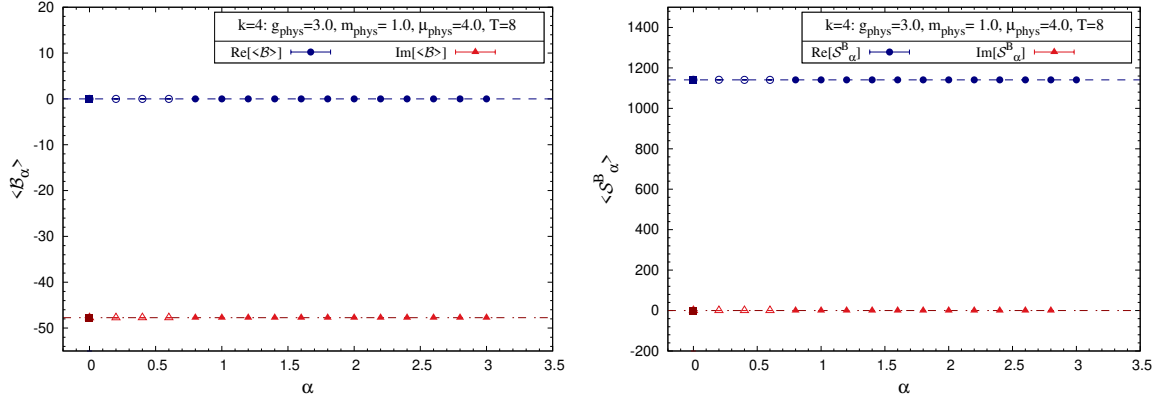 k=4: g_phys=3.0, m_phys= 1.0, μ_phys=4.0, T=8
Re[<ℬ>] Im[<ℬ>]
20
10
0
-10
-20
-30
-40
-50
<ℬ_α>
0 0.5 1 1.5 2 2.5 3 3.5
α
k=4: g_phys=3.0, m_phys= 1.0, μ_phys=4.0, T=8
Re[𝒮^B_α] Im[𝒮^B_α]
1400
1200
1000
800
600
400
200
0
-200
<𝒮^B_α>
0 0.5 1 1.5 2 2.5 3 3.5
α